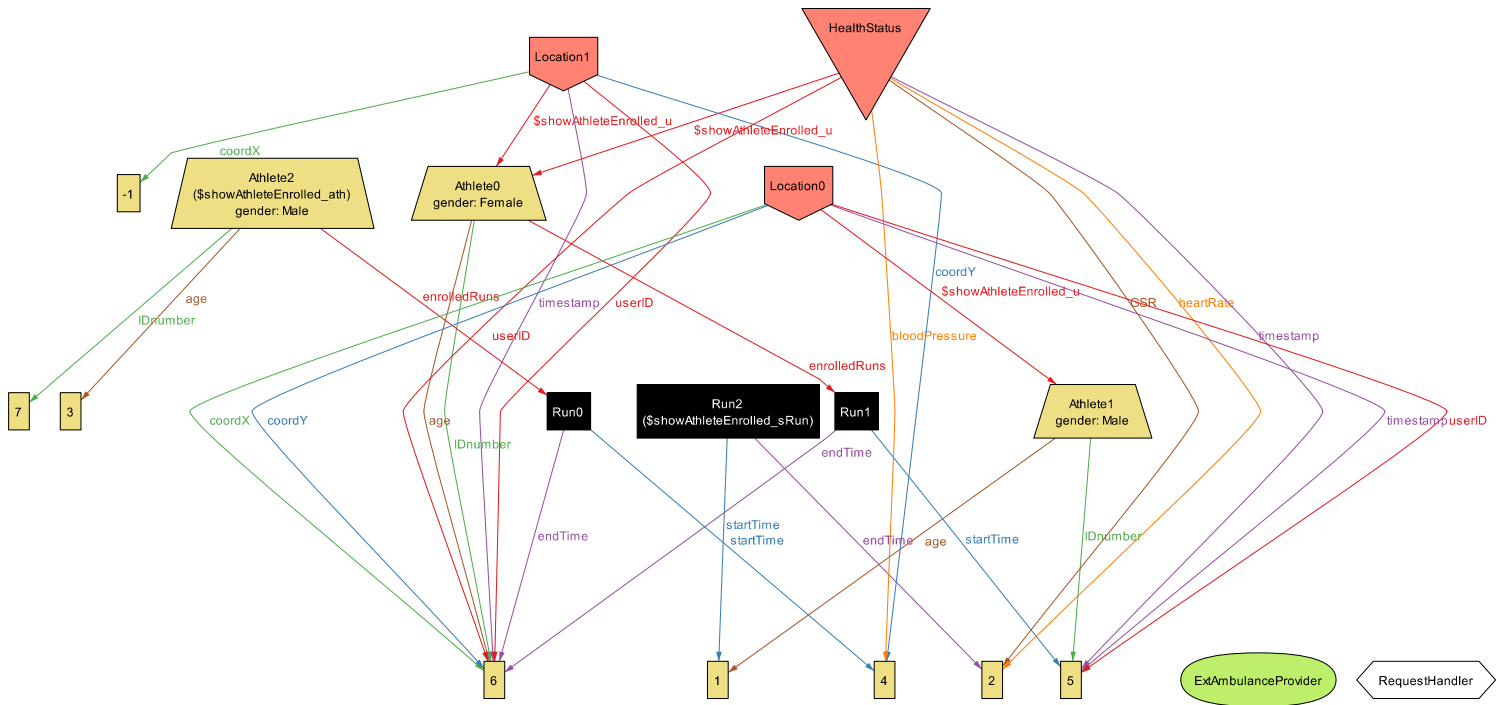 HealthStatus
Location1
$showAthleteEnrolled_u
$showAthleteEnrolled_u
coordX
Athlete2
($showAthleteEnrolled_ath)
gender: Male
Athlete0
gender: Female
Location0
-1
coordY
$showAthleteEnrolled_u
age
enrolledRuns
timestamp
userID
GSR
heartRate
IDnumber
userID
bloodPressure
timestamp
enrolledRuns
7
3
coordX
coordY
age
IDnumber
Run0
Run2
($showAthleteEnrolled_sRun)
Run1
Athlete1
gender: Male
timestamp
userID
endTime
endTime
startTime
startTime
endTime
age
startTime
IDnumber
6
1
4
2
5
ExtAmbulanceProvider
RequestHandler